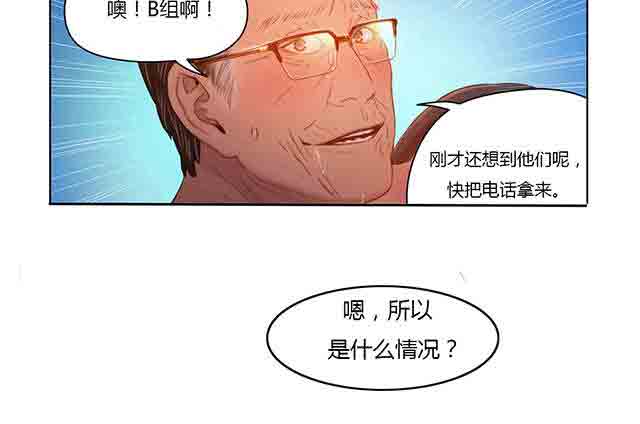 噢！B组啊！
刚才还想到他们呢，
快把电话拿来。
嗯，所以
是什么情况？